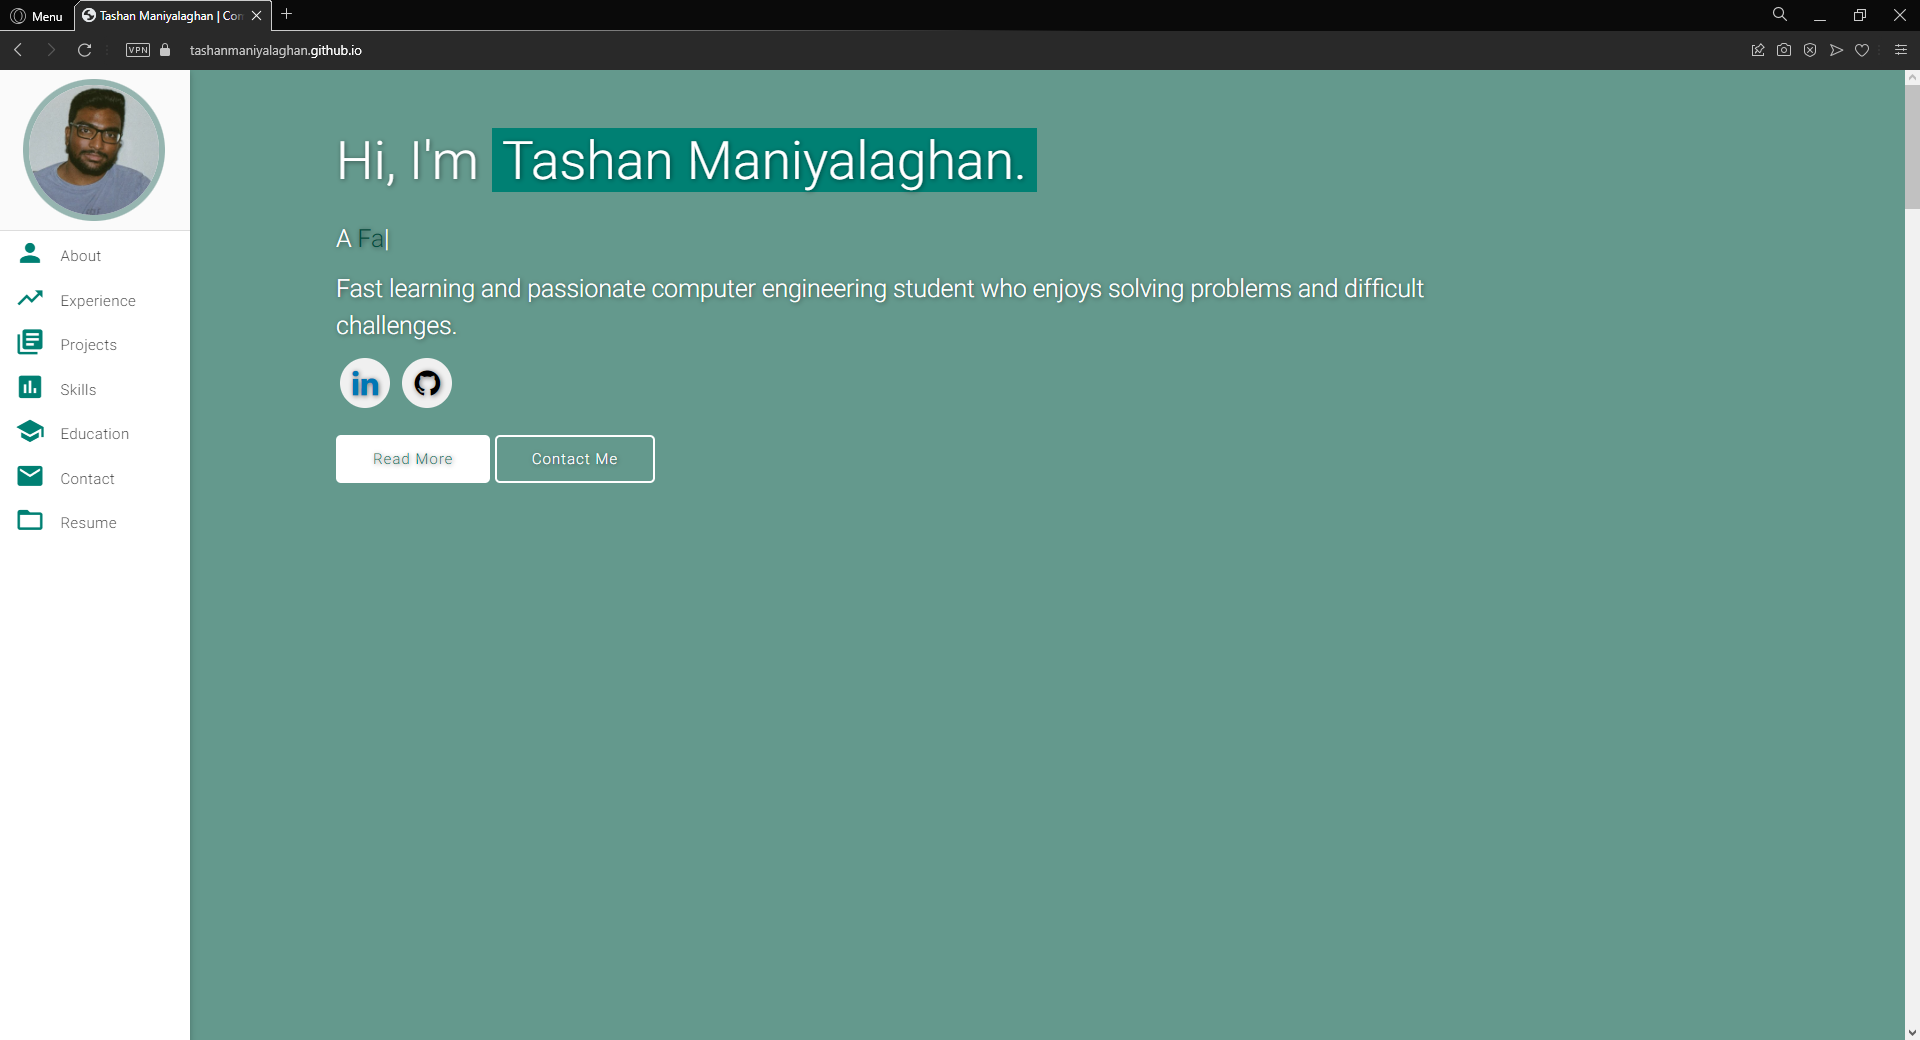 Menu
Tashan Maniyalaghan | Con
VPN
tashanmaniyalaghan.github.io
About
Experience
Projects
Skills
Education
Contact
Resume
Hi, I'm Tashan Maniyalaghan.
A Fa|
Fast learning and passionate computer engineering student who enjoys solving problems and difficult
challenges.
in
Read More
Contact Me